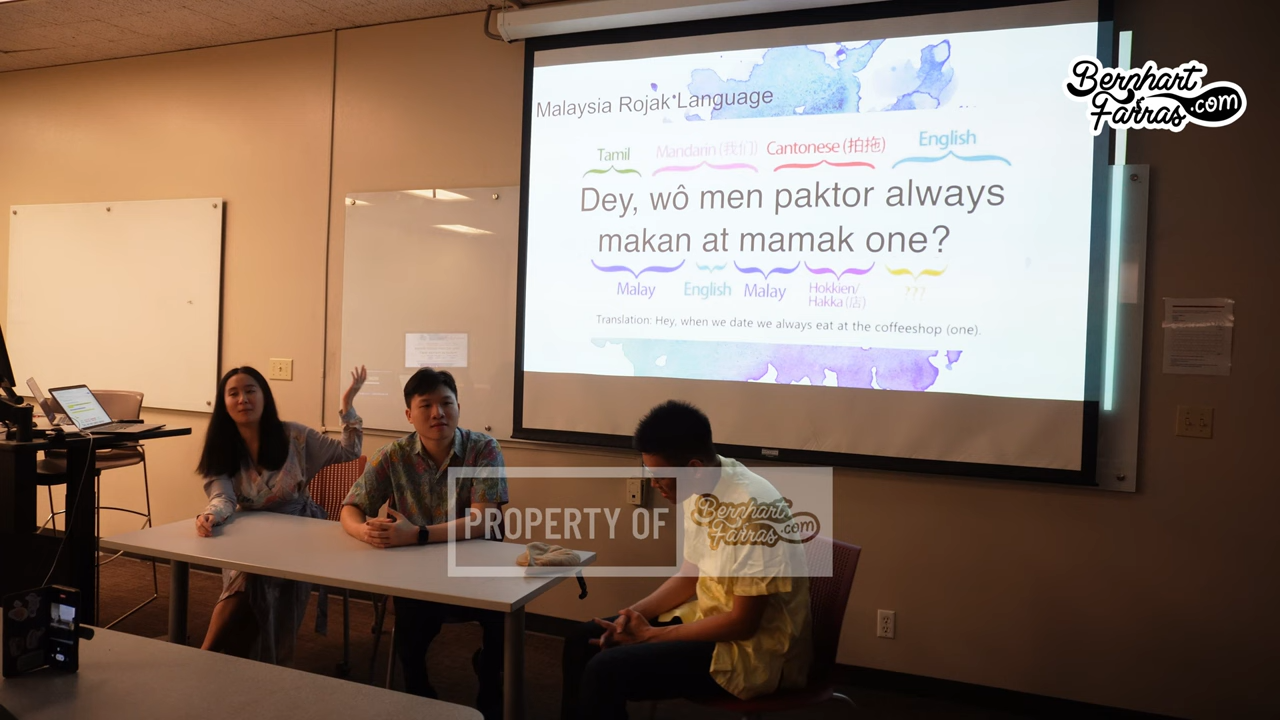 Bernhart
& Farras.com
Malaysia Rojak*Language
Tamil Mandarin (我们) Cantonese (拍拖) English
Dey, wô men paktor always
makan at mamak one?
Malay English Malay Hokkien/ ???
Hakka (店)
Translation: Hey, when we date we always eat at the coffeeshop (one).
PROPERTY OF Bernhart
& Farras.com